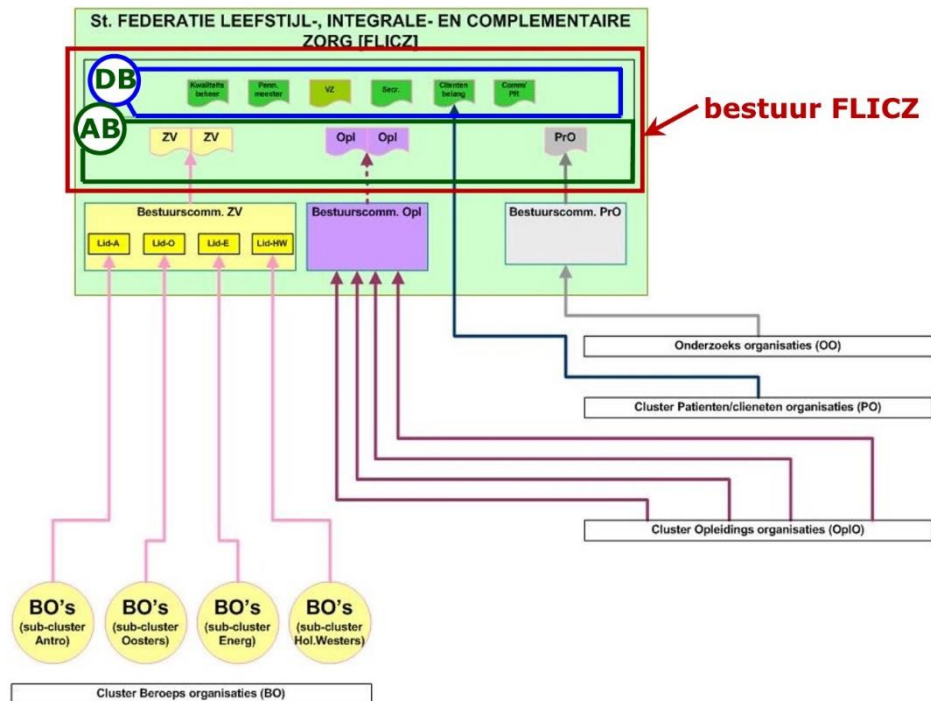 St. FEDERATIE LEEFSTIJL-, INTEGRALE- EN COMPLEMENTAIRE
ZORG [FLICZ]
DB
Kwaliteits
beheer
Penn.
meester
VZ
Secr.
Clienten
belang
Comm/
PR
bestuur FLICZ
AB
ZV
ZV
Opl
Opl
PrO
Bestuurscomm. ZV
Lid-A
Lid-O
Lid-E
Lid-HW
Bestuurscomm. Opl
Bestuurscomm. PrO
Onderzoeks organisaties (OO)
Cluster Patienten/clieneten organisaties (PO)
Cluster Opleidings organisaties (OplO)
BO's
(sub-cluster
Antro)
BO's
(sub-cluster
Oosters)
BO's
(sub-cluster
Energ)
BO's
(sub-cluster
Hol.Westers)
Cluster Beroeps organisaties (BO)